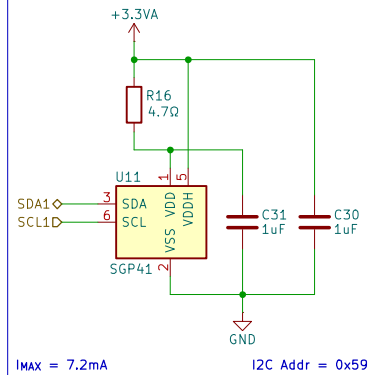 +3.3VA
R16
4.7Ω
U11
1
5
SDA1
3
SDA
VDD
VDDH
SCL1
6
SCL
VSS
C31
1uF
C30
1uF
SGP41
2
GND
IMAX = 7.2mA
I2C Addr = 0x59